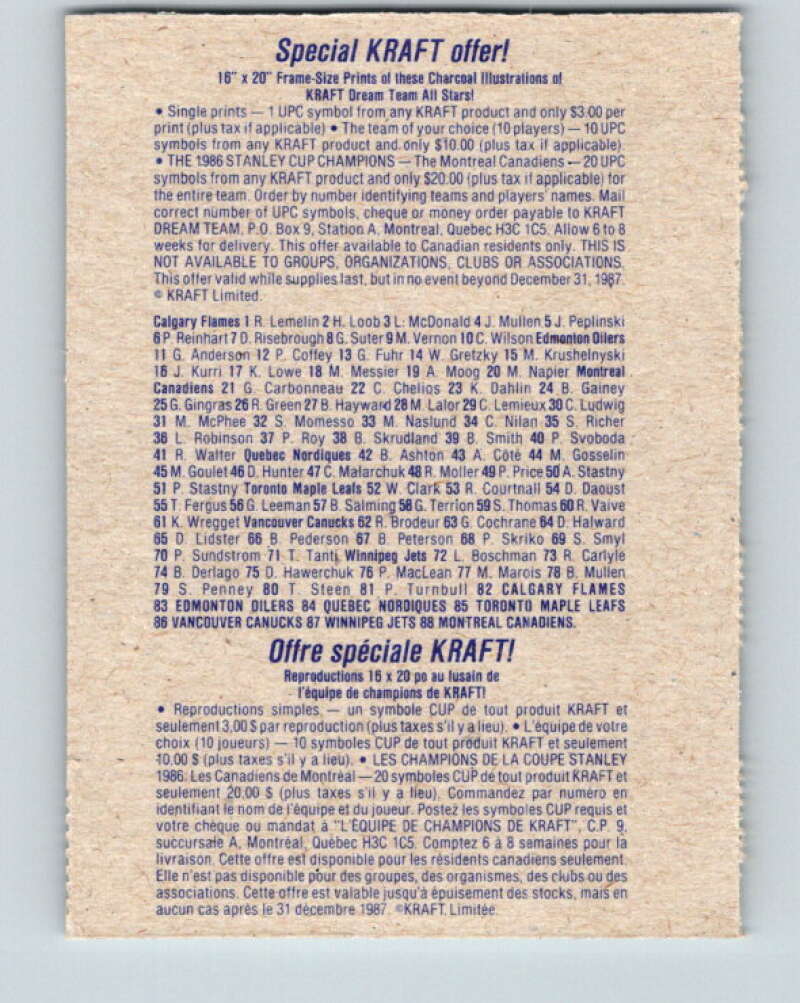 Special KRAFT offer!
16" x 20" Frame-Size Prints of these Charcoal Illustrations of
KRAFT Dream Team All Stars!
• Single prints — 1 UPC symbol from any KRAFT product and only $3.00 per
print (plus tax if applicable) • The team of your choice (10 players) — 10 UPC
symbols from any KRAFT product and only $10.00 (plus tax if applicable).
• THE 1986 STANLEY CUP CHAMPIONS — The Montreal Canadiens — 20 UPC
symbols from any KRAFT product and only $20.00 (plus tax if applicable) for
the entire team. Order by number identifying teams and players' names. Mail
correct number of UPC symbols, cheque or money order payable to KRAFT
DREAM TEAM, P.O. Box 9, Station A, Montreal, Quebec H3C 1C5. Allow 6 to 8
weeks for delivery. This offer available to Canadian residents only. THIS IS
NOT AVAILABLE TO GROUPS, ORGANIZATIONS, CLUBS OR ASSOCIATIONS.
This offer valid while supplies last, but in no event beyond December 31, 1987.
© KRAFT Limited.
Calgary Flames 1 R. Lemelin 2 H. Loob 3 L. McDonald 4 J. Mullen 5 J. Peplinski
6 P. Reinhart 7 D. Risebrough 8 G. Suter 9 M. Vernon 10 C. Wilson Edmonton Oilers
11 G. Anderson 12 P. Coffey 13 G. Fuhr 14 W. Gretzky 15 M. Krushelnyski
16 J. Kurri 17 K. Lowe 18 M. Messier 19 A. Moog 20 M. Napier Montreal
Canadiens 21 G. Carbonneau 22 C. Chelios 23 K. Dahlin 24 B. Gainey
25 G. Gingras 26 R. Green 27 B. Hayward 28 M. Lalor 29 C. Lemieux 30 C. Ludwig
31 M. McPhee 32 S. Momesso 33 M. Naslund 34 C. Nilan 35 S. Richer
36 L. Robinson 37 P. Roy 38 B. Skrudland 39 B. Smith 40 P. Svoboda
41 R. Walter Quebec Nordiques 42 B. Ashton 43 A. Côté 44 M. Gosselin
45 M. Goulet 46 D. Hunter 47 C. Malarchuk 48 R. Moller 49 P. Price 50 A. Stastny
51 P. Stastny Toronto Maple Leafs 52 W. Clark 53 R. Courtnall 54 D. Daoust
55 T. Fergus 56 G. Leeman 57 B. Salming 58 G. Terrion 59 S. Thomas 60 R. Vaive
61 K. Wregget Vancouver Canucks 62 R. Brodeur 63 G. Cochrane 64 D. Halward
65 D. Lidster 66 B. Pederson 67 B. Peterson 68 P. Skriko 69 S. Smyl
70 P. Sundstrom 71 T. Tanti Winnipeg Jets 72 L. Boschman 73 R. Carlyle
74 B. Derlago 75 D. Hawerchuk 76 P. MacLean 77 M. Marois 78 B. Mullen
79 S. Penney 80 T. Steen 81 P. Turnbull 82 CALGARY FLAMES
83 EDMONTON OILERS 84 QUEBEC NORDIQUES 85 TORONTO MAPLE LEAFS
86 VANCOUVER CANUCKS 87 WINNIPEG JETS 88 MONTREAL CANADIENS.
Offre spéciale KRAFT!
Reproductions 16 x 20 po au fusain de
l'équipe de champions de KRAFT!
• Reproductions simples — un symbole CUP de tout produit KRAFT et
seulement 3,00 $ par reproduction (plus taxes s'il y a lieu). • L'équipe de votre
choix (10 joueurs) — 10 symboles CUP de tout produit KRAFT et seulement
10,00 $ (plus taxes s'il y a lieu). • LES CHAMPIONS DE LA COUPE STANLEY
1986: Les Canadiens de Montréal — 20 symboles CUP de tout produit KRAFT et
seulement 20,00 $ (plus taxes s'il y a lieu). Commandez par numéro en
identifiant le nom de l'équipe et du joueur. Postez les symboles CUP requis et
votre chèque ou mandat à "L'ÉQUIPE DE CHAMPIONS DE KRAFT", C.P. 9,
succursale A, Montréal, Québec H3C 1C5. Comptez 6 à 8 semaines pour la
livraison. Cette offre est disponible pour les résidents canadiens seulement.
Elle n'est pas disponible pour des groupes, des organismes, des clubs ou des
associations. Cette offre est valable jusqu'à épuisement des stocks, mais en
aucun cas après le 31 décembre 1987. ©KRAFT Limitée.